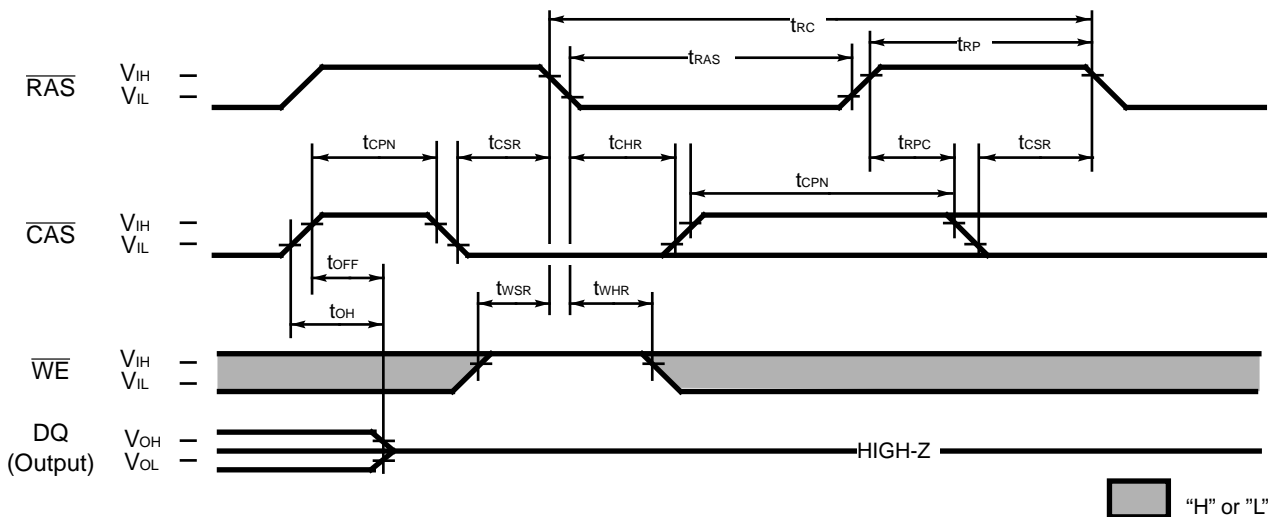 tRC
tRP
tRAS
RAS
VIH
VIL
tCPN
tCSR
tCHR
tRPC
tCSR
tCPN
CAS
VIH
VIL
tOFF
tWSR
tWHR
tOH
WE
VIH
VIL
DQ
(Output)
VOH
VOL
HIGH-Z
“H” or ”L”